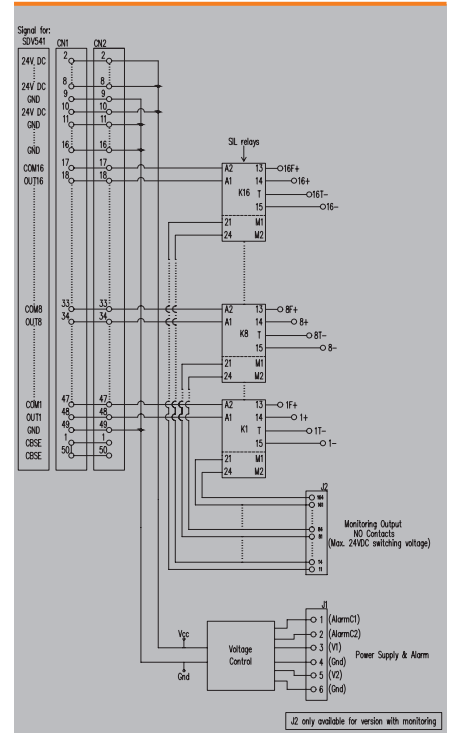 Signal for:
SDV541 CN1 CN2
24V DC 2 2
24V DC 8 8
GND 9 9
24V DC 10 10
GND 11 11
GND 16 16
SIL relays
COM16 17 17 A2 13 16F+
OUT16 18 18 A1 14 16+
K16 T 16T-
15 16-
21 M1
24 M2
COM8 33 33 A2 13 8F+
OUT8 34 34 A1 14 8+
K8 T 8T-
15 8-
21 M1
24 M2
COM1 47 47 A2 13 1F+
OUT1 48 48 A1 14 1+
GND 49 49 K1 T 1T-
CBSE 1 1 15 1-
CBSE 50 50 21 M1
24 M2
J2
Monitoring Output
NO Contacts
(Max. 24VDC switching voltage)
14
11
J1
1 (AlarmC1)
2 (AlarmC2)
Vcc Voltage 3 (V1)
Control 4 (Gnd) Power Supply & Alarm
Gnd 5 (V2)
6 (Gnd)
J2 only available for version with monitoring